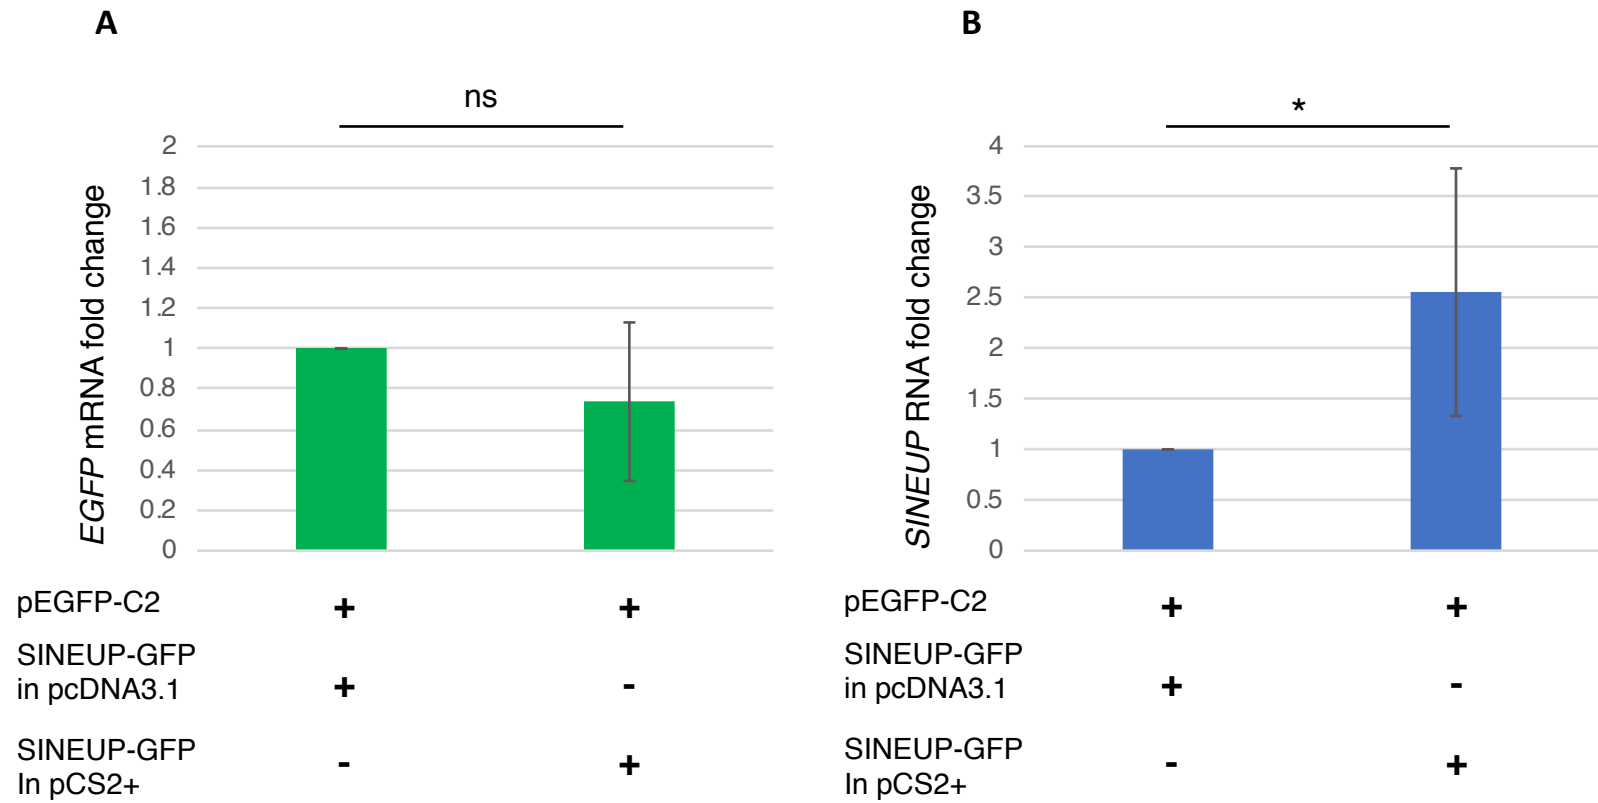 A
ns
2
1.8
1.6
1.4
1.2
1
0.8
0.6
0.4
0.2
0
EGFP mRNA fold change
pEGFP-C2 + +
SINEUP-GFP
in pcDNA3.1 + -
SINEUP-GFP
In pCS2+ - +
B
*
4
3.5
3
2.5
2
1.5
1
0.5
0
SINEUP RNA fold change
pEGFP-C2 + +
SINEUP-GFP
in pcDNA3.1 + -
SINEUP-GFP
In pCS2+ - +